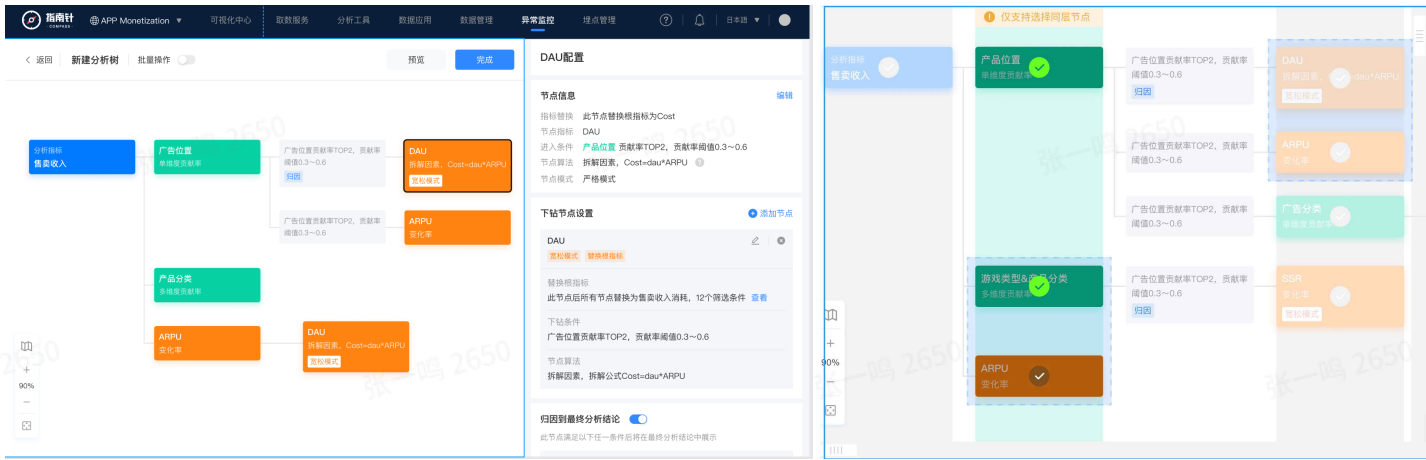 指南针
COMPASS
APP Monetization
可视化中心
取数服务
分析工具
数据应用
数据管理
异常监控
埋点管理
日本語
返回
新建分析树
批量操作
预览
完成
分析指标
售卖收入
广告位置
单维度贡献率
广告位置贡献率TOP2，贡献率
阈值0.3～0.6
归因
DAU
拆解因素，Cost=dau*ARPU
宽松模式
广告位置贡献率TOP2，贡献率
阈值0.3～0.6
ARPU
变化率
产品分类
多维度贡献率
ARPU
变化率
DAU
拆解因素，Cost=dau*ARPU
宽松模式
90%
张一鸣 2650
DAU配置
节点信息
编辑
指标替换 此节点替换根指标为Cost
节点指标 DAU
进入条件 产品位置 贡献率TOP2，贡献率阈值0.3～0.6
节点算法 拆解因素，Cost=dau*ARPU
节点模式 严格模式
下钻节点设置
添加节点
DAU
宽松模式 替换根指标
替换根指标
此节点后所有节点替换为售卖收入消耗，12个筛选条件 查看
下钻条件
广告位置贡献率TOP2，贡献率阈值0.3～0.6
节点算法
拆解因素，拆解公式Cost=dau*ARPU
归因到最终分析结论
此节点满足以下任一条件后将在最终分析结论中展示
仅支持选择同层节点
分析指标
售卖收入
产品位置
单维度贡献率
广告位置贡献率TOP2，贡献率
阈值0.3～0.6
归因
DAU
拆解因素，Cost=dau*ARPU
宽松模式
广告位置贡献率TOP2，贡献率
阈值0.3～0.6
ARPU
变化率
广告位置贡献率TOP2，贡献率
阈值0.3～0.6
广告分类
单维度贡献率
游戏类型&产品分类
多维度贡献率
广告位置贡献率TOP2，贡献率
阈值0.3～0.6
归因
SSR
变化率
宽松模式
ARPU
变化率
90%
张一鸣 2650